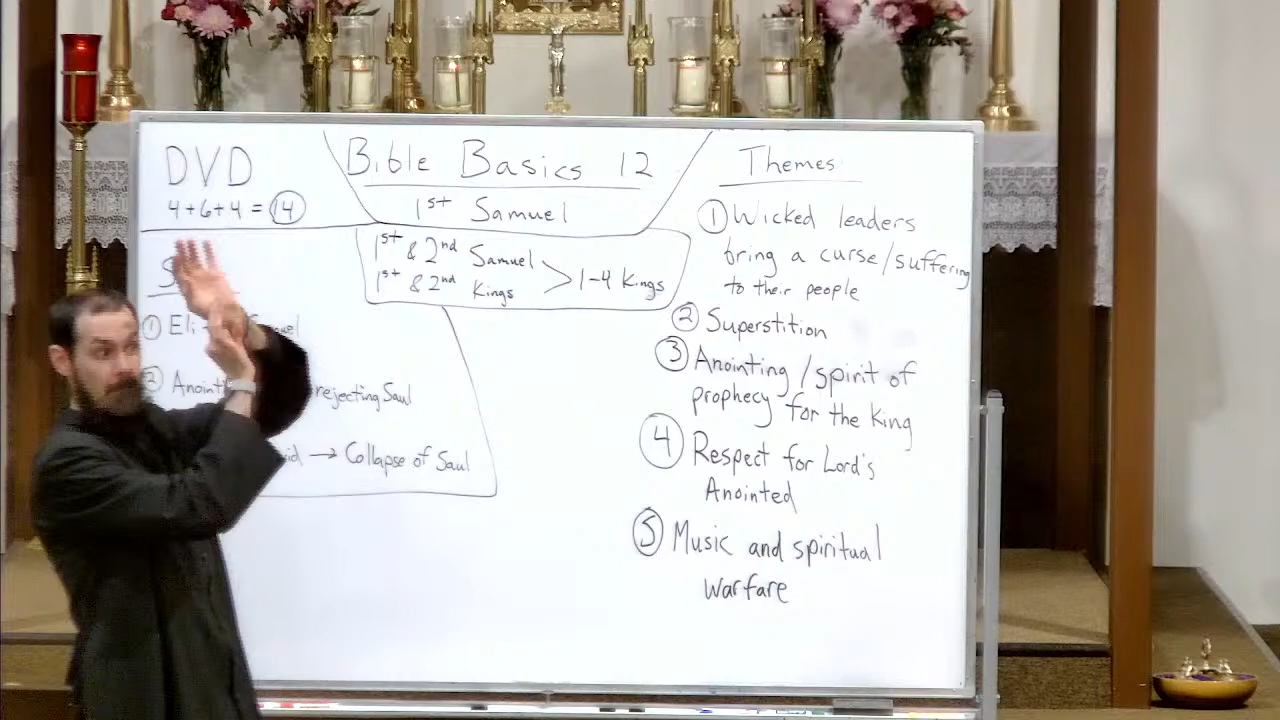 DVD
4+6+4 = 14
Bible Basics 12
1st Samuel
1st & 2nd Samuel
1st & 2nd Kings > 1-4 Kings
① Eli
②
rejecting Saul
→ Collapse of Saul
Themes:
① Wicked leaders
bring a curse/suffering
to their people
② Superstition
③ Anointing / spirit of
prophecy for the king
④ Respect for Lord's
Anointed
⑤ Music and spiritual
warfare